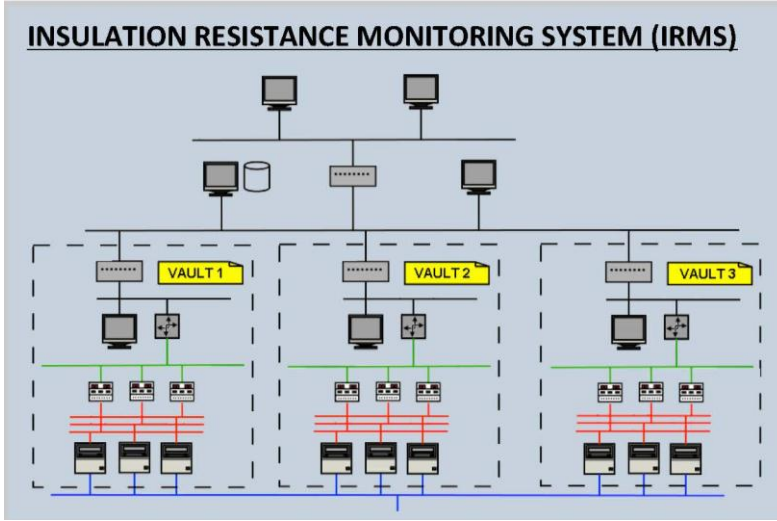 INSULATION RESISTANCE MONITORING SYSTEM (IRMS)
VAULT 1
VAULT 2
VAULT 3